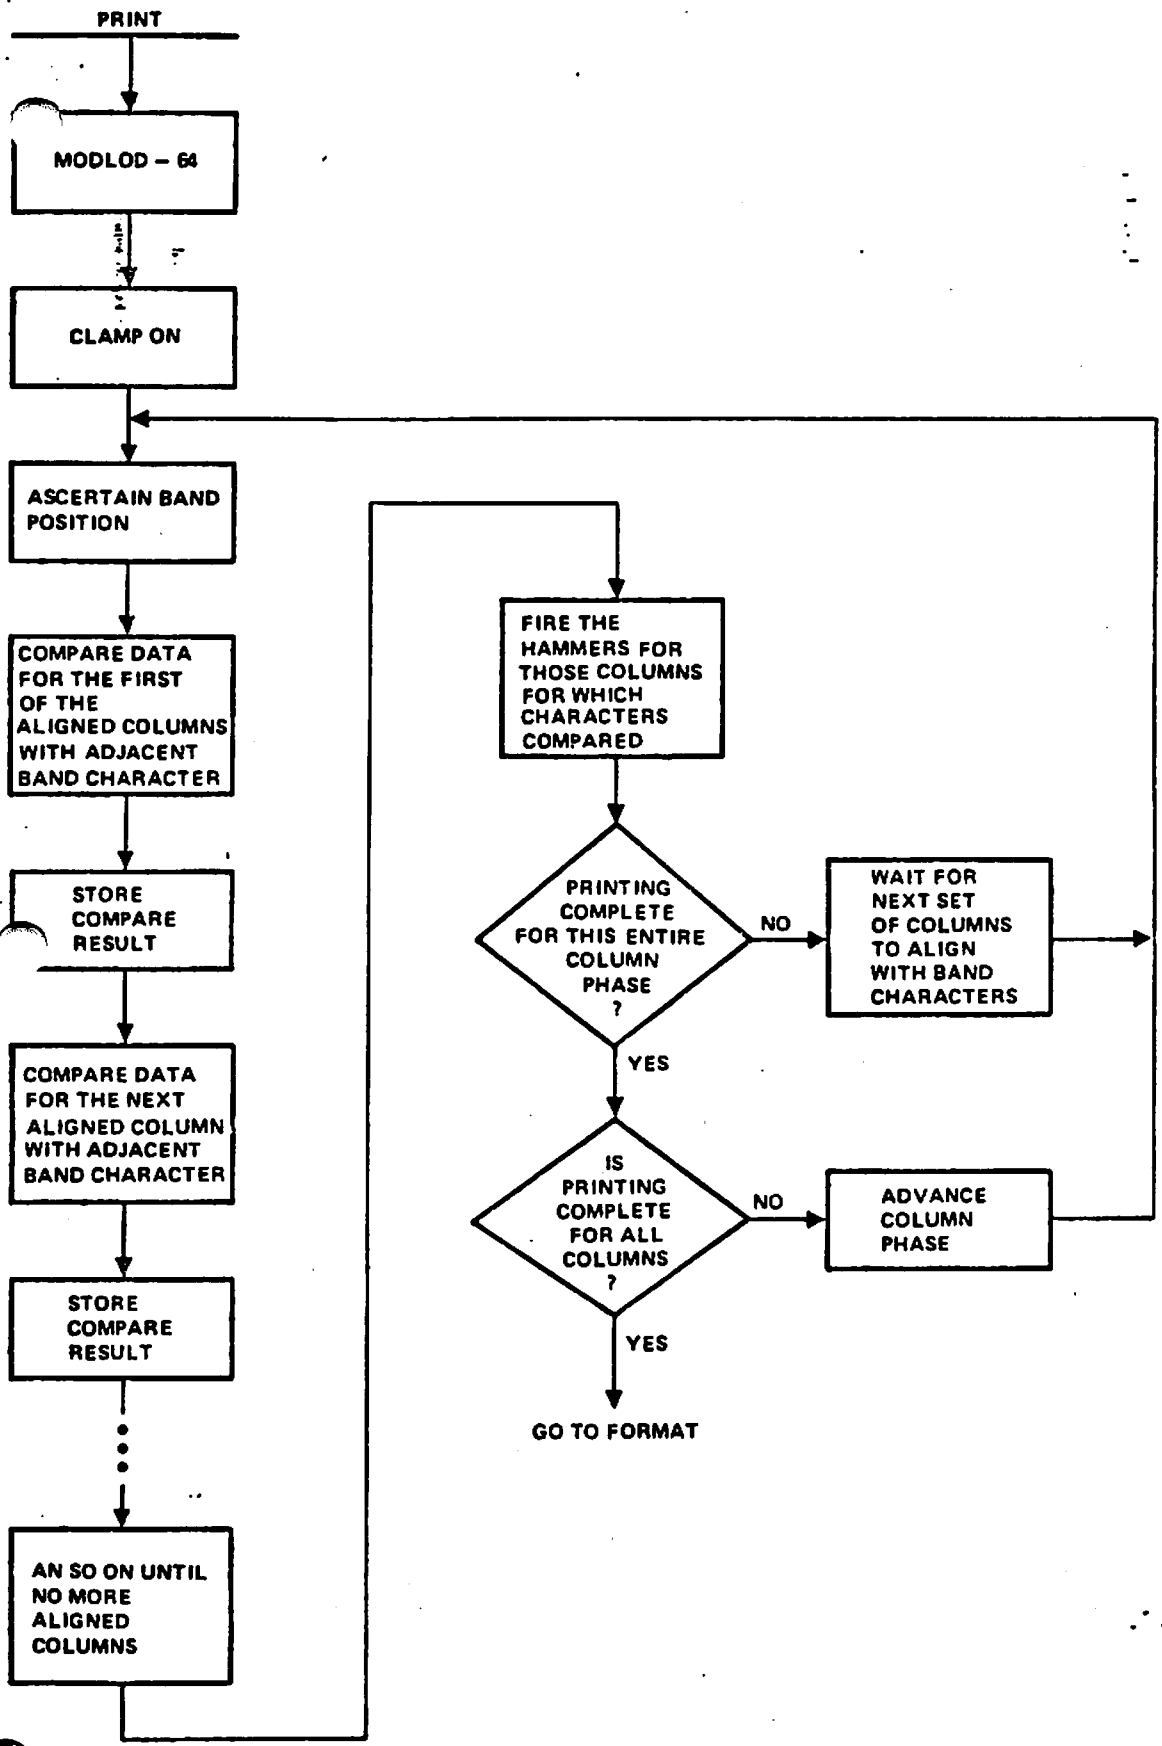 PRINT
MODLOD – 64
CLAMP ON
ASCERTAIN BAND
POSITION
COMPARE DATA
FOR THE FIRST
OF THE
ALIGNED COLUMNS
WITH ADJACENT
BAND CHARACTER
STORE
COMPARE
RESULT
COMPARE DATA
FOR THE NEXT
ALIGNED COLUMN
WITH ADJACENT
BAND CHARACTER
STORE
COMPARE
RESULT
AN SO ON UNTIL
NO MORE
ALIGNED
COLUMNS
FIRE THE
HAMMERS FOR
THOSE COLUMNS
FOR WHICH
CHARACTERS
COMPARED
PRINTING
COMPLETE
FOR THIS ENTIRE
COLUMN
PHASE
?
NO
WAIT FOR
NEXT SET
OF COLUMNS
TO ALIGN
WITH BAND
CHARACTERS
YES
IS
PRINTING
COMPLETE
FOR ALL
COLUMNS
?
NO
ADVANCE
COLUMN
PHASE
YES
GO TO FORMAT